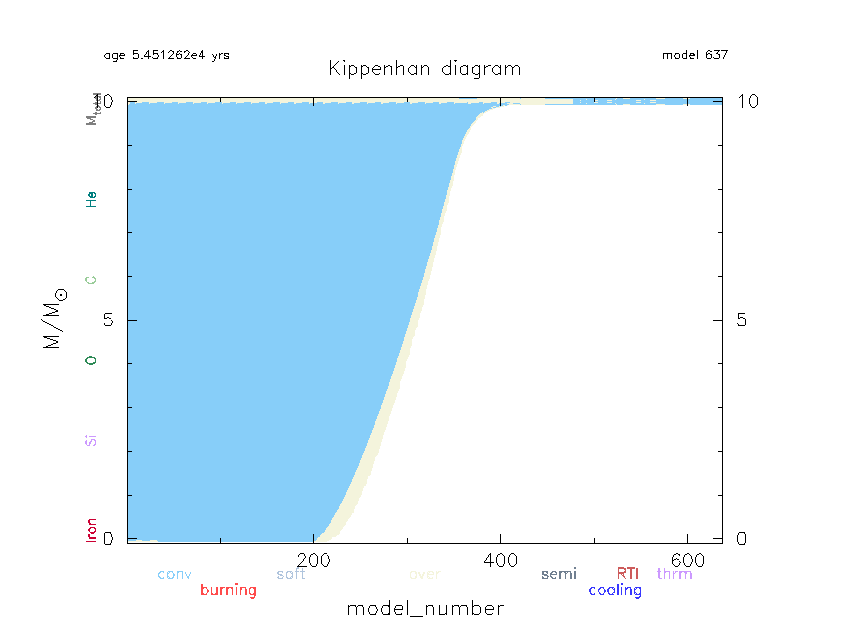 age 5.451262e4 yrs
model 637
Kippenhan diagram
M_total
10
10
He
C
M/M☉
5
5
O
Si
Iron
0
0
200
400
600
conv
soft
over
semi
RTI
thrm
burning
cooling
model_number